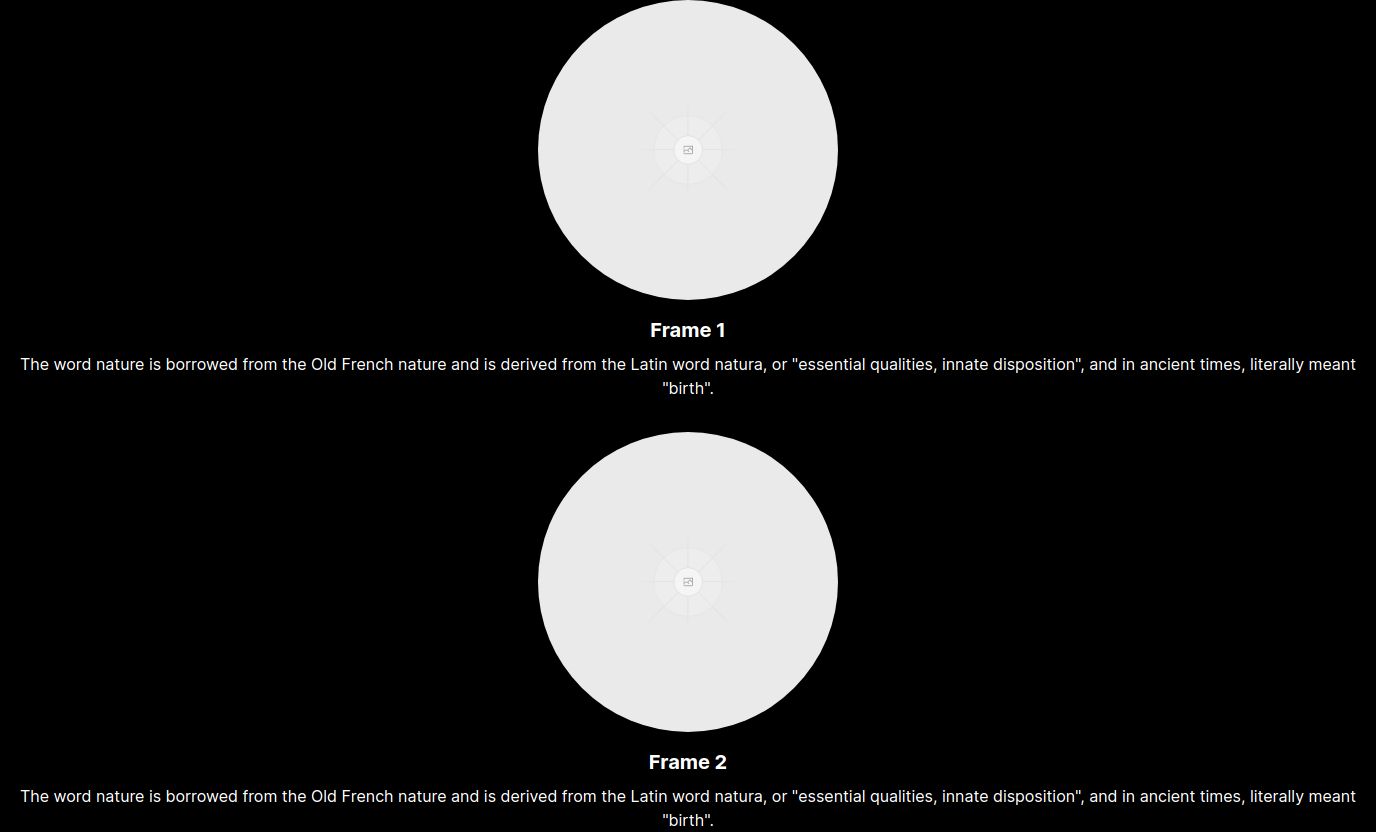 Frame 1
The word nature is borrowed from the Old French nature and is derived from the Latin word natura, or "essential qualities, innate disposition", and in ancient times, literally meant
"birth".
Frame 2
The word nature is borrowed from the Old French nature and is derived from the Latin word natura, or "essential qualities, innate disposition", and in ancient times, literally meant
"birth".